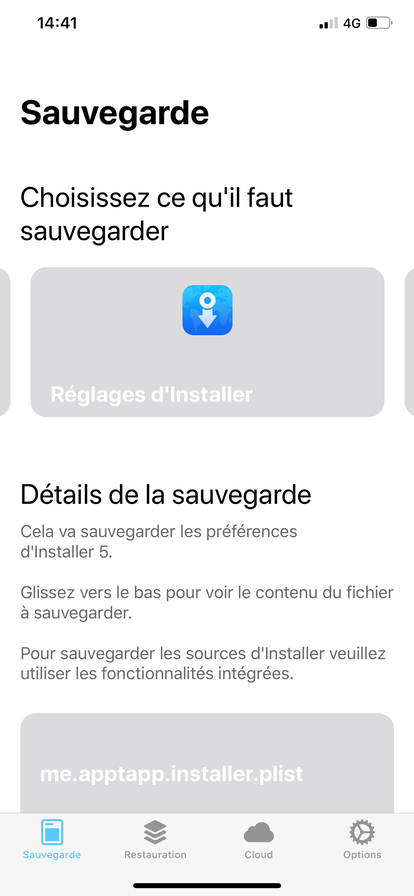 14:41
4G
Sauvegarde
Choisissez ce qu'il faut
sauvegarder
Réglages d'Installer
Détails de la sauvegarde
Cela va sauvegarder les préférences
d'Installer 5.
Glissez vers le bas pour voir le contenu du fichier
à sauvegarder.
Pour sauvegarder les sources d'Installer veuillez
utiliser les fonctionnalités intégrées.
me.apptapp.installer.plist
Sauvegarde
Restauration
Cloud
Options